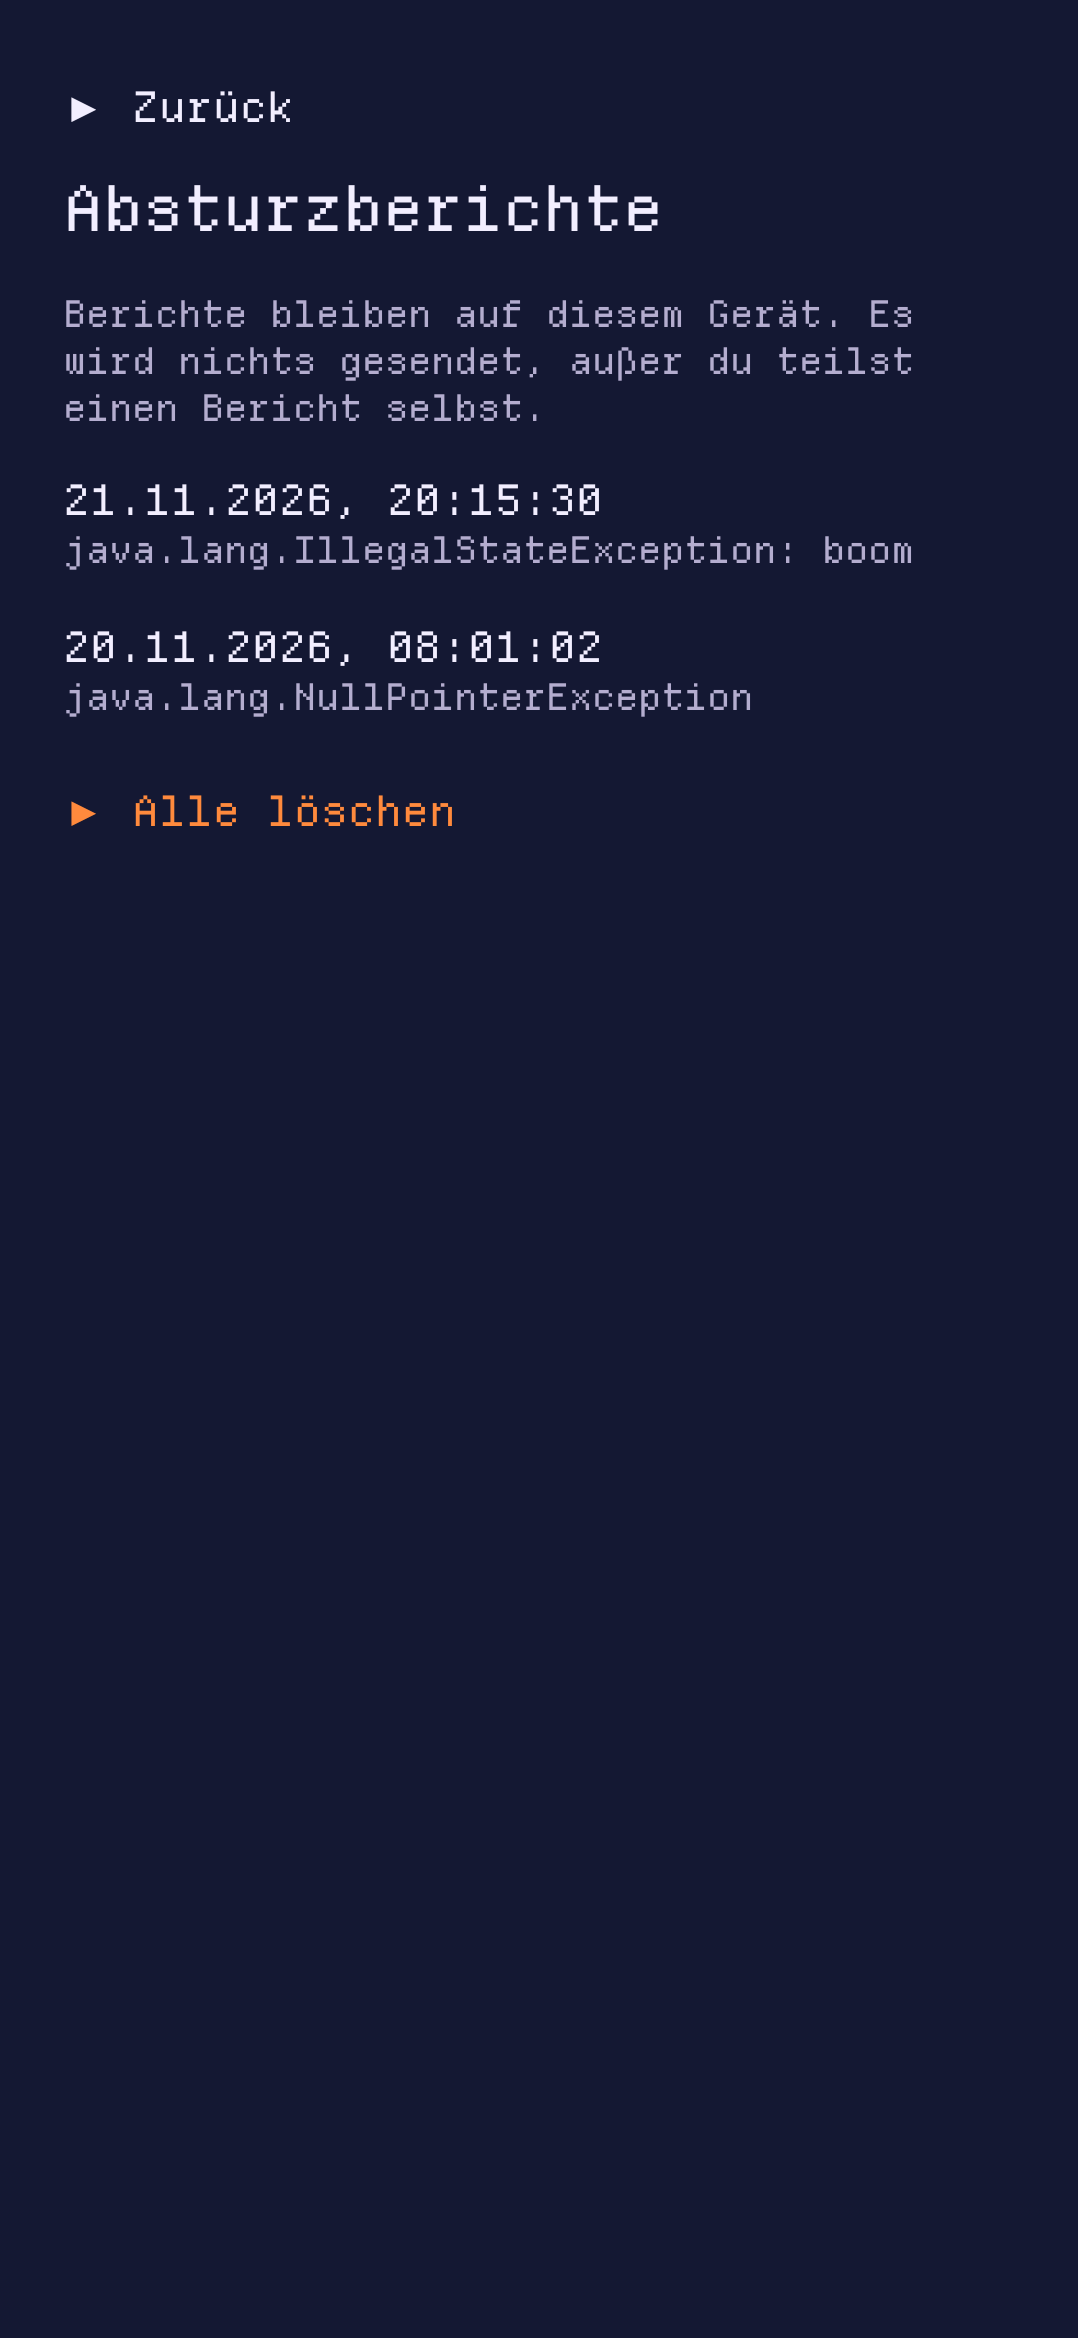 ▶ Zurück
Absturzberichte
Berichte bleiben auf diesem Gerät. Es
wird nichts gesendet, außer du teilst
einen Bericht selbst.
21.11.2026, 20:15:30
java.lang.IllegalStateException: boom
20.11.2026, 08:01:02
java.lang.NullPointerException
▶ Alle löschen